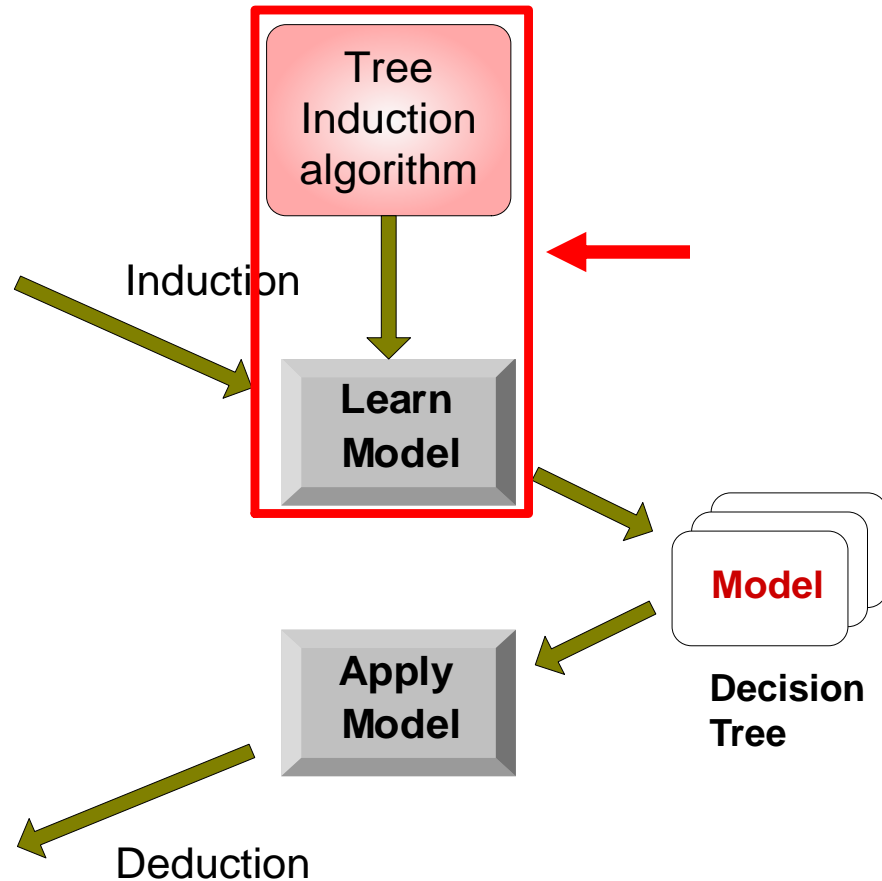 Tree
Induction
algorithm
Induction
Learn
Model
Model
Apply
Model
Decision
Tree
Deduction